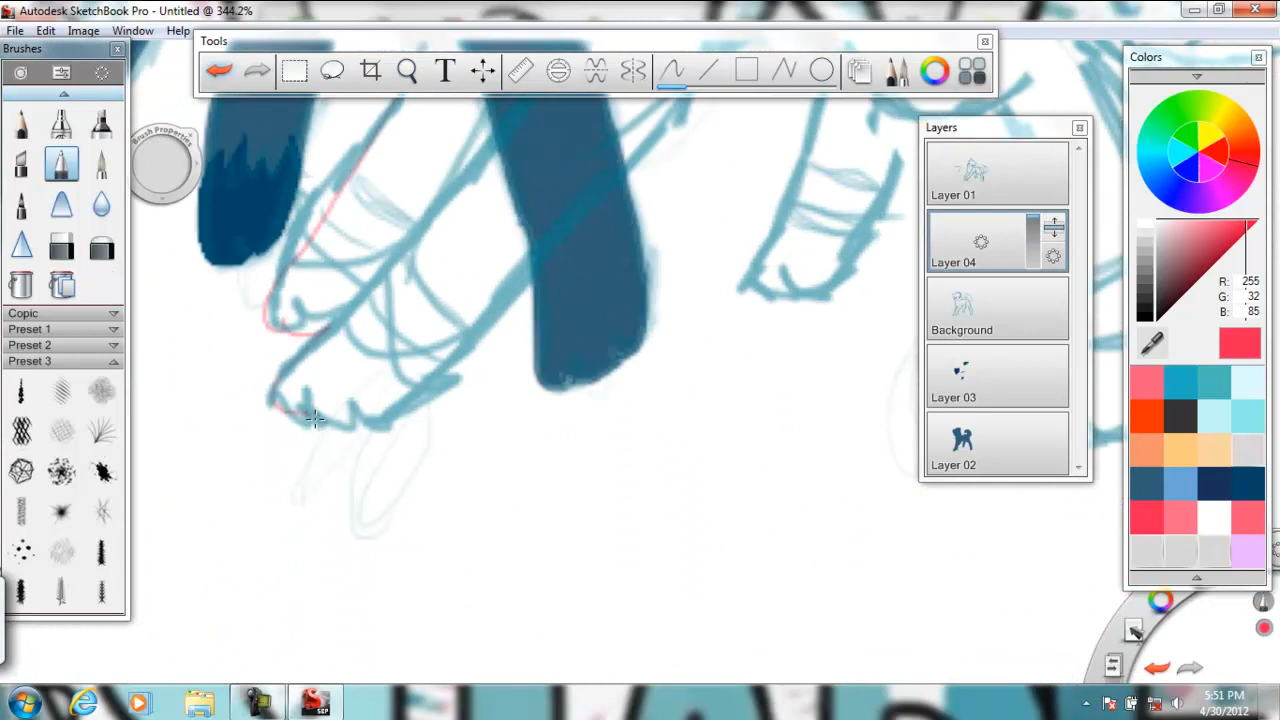 Autodesk SketchBook Pro - Untitled @ 344.2%
File Edit Image Window Help
Brushes
Tools
T
Brush Properties
Copic
Preset 1
Preset 2
Preset 3
Layers
Layer 01
Layer 04
Background
Layer 03
Layer 02
Colors
R: 255
G: 32
B: 85
SEP
5:51 PM
4/30/2012